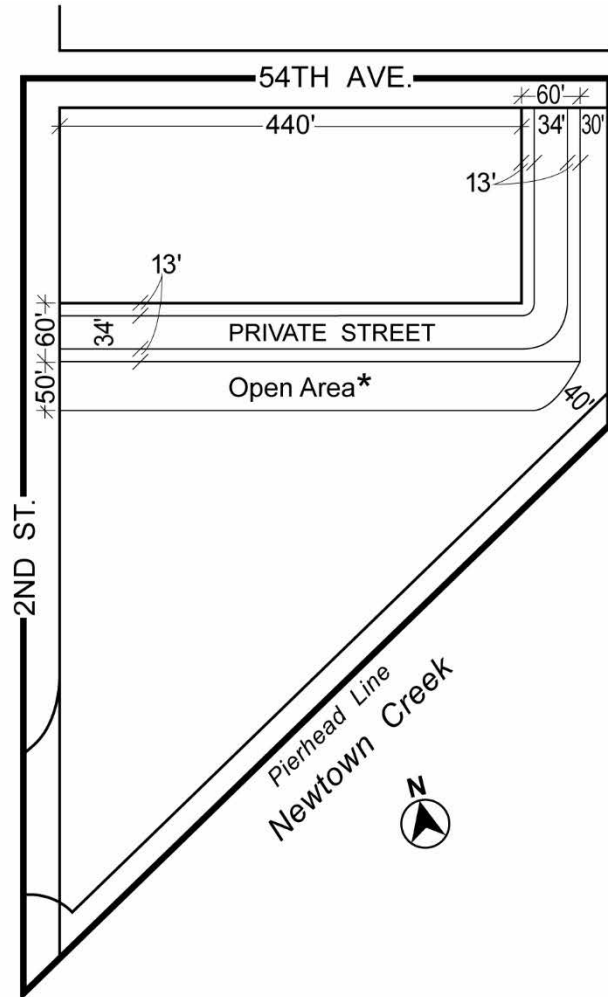 54TH AVE.
60'
440'
34'
30'
13'
13'
60'
34'
PRIVATE STREET
50'
Open Area*
40'
2ND ST.
Pierhead Line
Newtown Creek
N